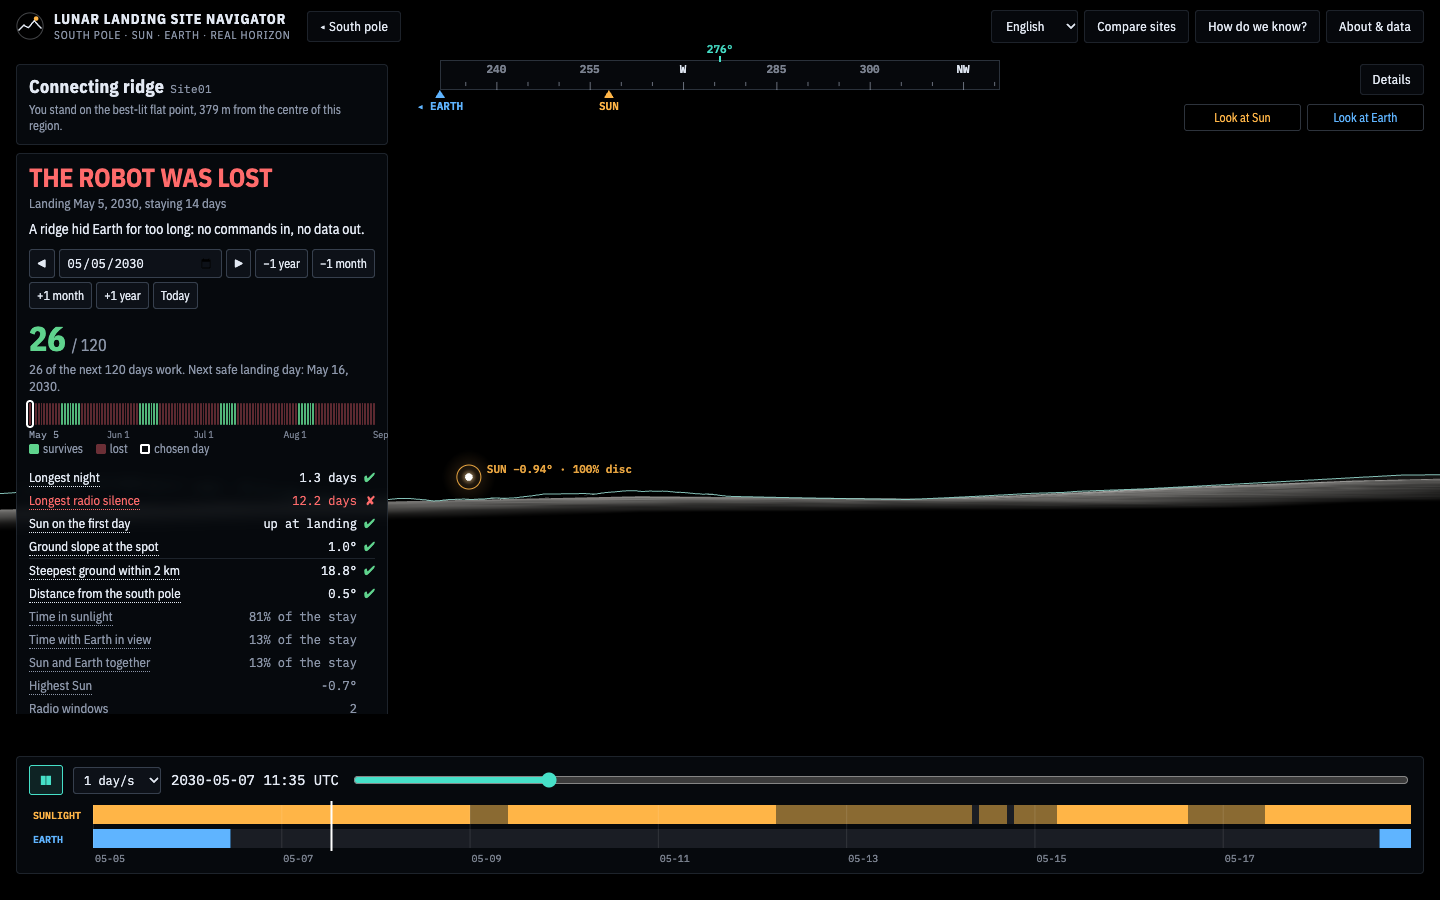 LUNAR LANDING SITE NAVIGATOR
SOUTH POLE · SUN · EARTH · REAL HORIZON
◂ South pole
English
Compare sites
How do we know?
About & data
276°
240 255 W 285 300 NW
◂ EARTH
SUN
Details
Look at Sun
Look at Earth
Connecting ridge Site01
You stand on the best-lit flat point, 379 m from the centre of this
region.
THE ROBOT WAS LOST
Landing May 5, 2030, staying 14 days
A ridge hid Earth for too long: no commands in, no data out.
◀ 05/05/2030 ▶ −1 year −1 month
+1 month +1 year Today
26 / 120
26 of the next 120 days work. Next safe landing day: May 16,
2030.
May 5 Jun 1 Jul 1 Aug 1 Sep
survives lost chosen day
Longest night 1.3 days ✔
Longest radio silence 12.2 days ✘
Sun on the first day up at landing ✔
Ground slope at the spot 1.0° ✔
Steepest ground within 2 km 18.8° ✔
Distance from the south pole 0.5° ✔
Time in sunlight 81% of the stay
Time with Earth in view 13% of the stay
Sun and Earth together 13% of the stay
Highest Sun -0.7°
Radio windows 2
SUN −0.94° · 100% disc
1 day/s 2030-05-07 11:35 UTC
SUNLIGHT
EARTH
05-05 05-07 05-09 05-11 05-13 05-15 05-17